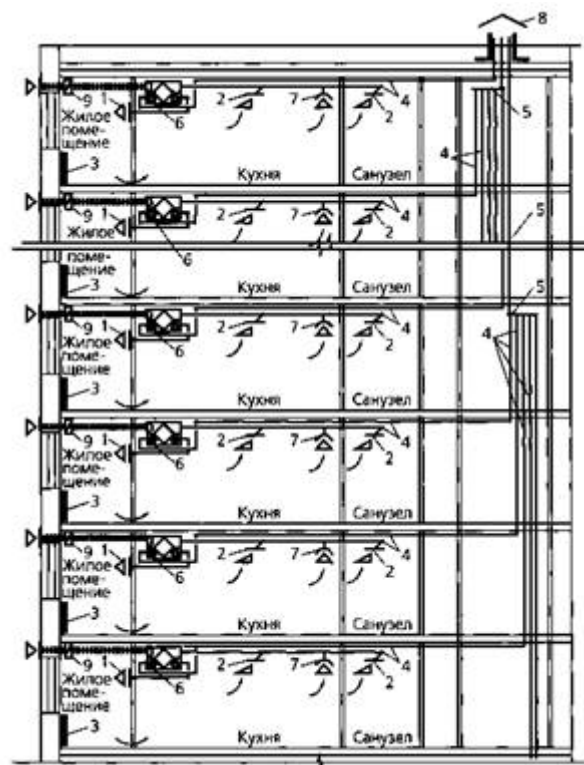 8
9 1 6 2 7 4 2 5
Жилое
помещение
3
4
Кухня Санузел
9 1 6 2 7 4 2 5
Жилое
поме-
щение
3
5
4
Кухня Санузел
9 1 6 2 7 4 2
Жилое
поме-
щение
3
Кухня Санузел
9 1 6 2 7 4 2
Жилое
поме-
щение
3
Кухня Санузел
9 1 6 2 7 4 2
Жилое
поме-
щение
3
Кухня Санузел
9 1 6 2 7 4 2
Жилое
поме-
щение
3
Кухня Санузел